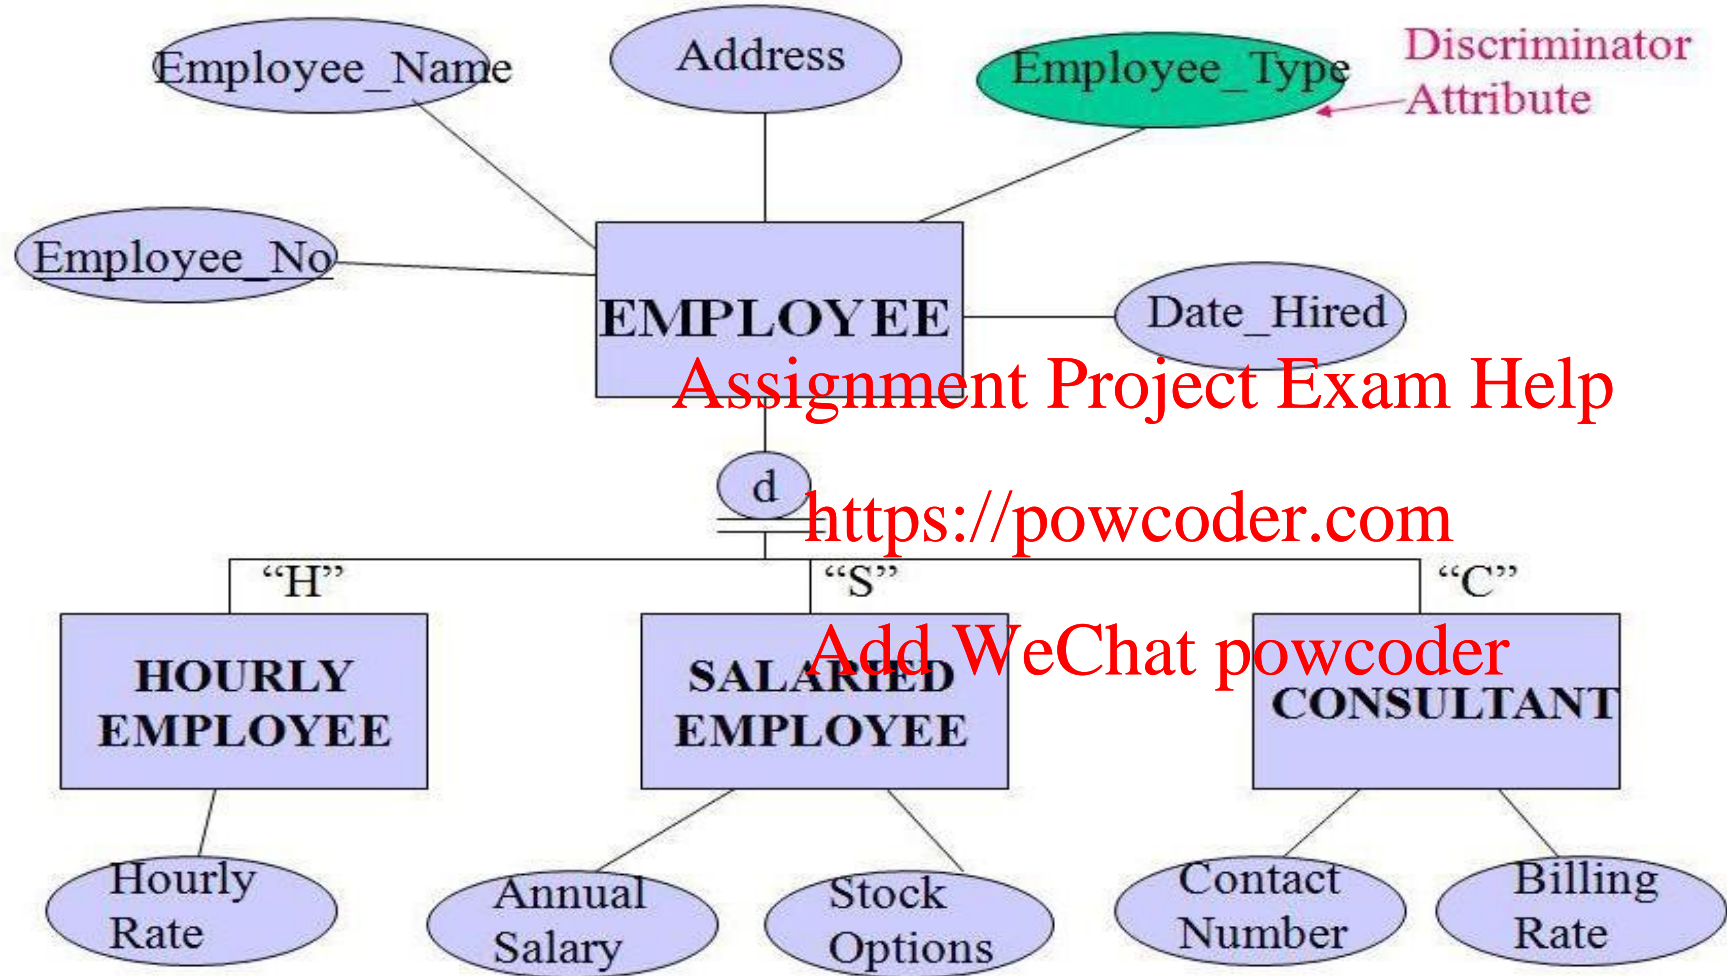 Employee_Name
Address
Employee_Type
Discriminator
Attribute
Employee_No
EMPLOYEE
Date_Hired
Assignment Project Exam Help
d
https://powcoder.com
“H”
“S”
“C”
Add WeChat powcoder
HOURLY
EMPLOYEE
SALARIED
EMPLOYEE
CONSULTANT
Hourly
Rate
Annual
Salary
Stock
Options
Contact
Number
Billing
Rate